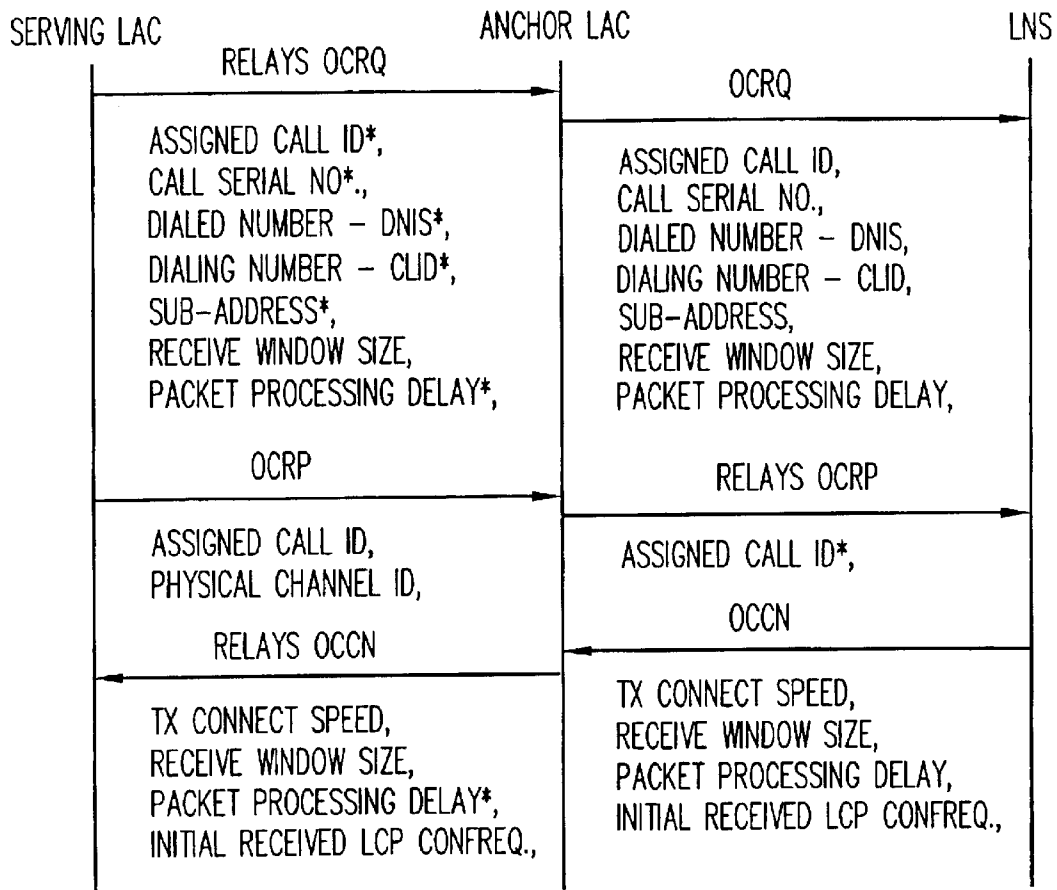 SERVING LAC
ANCHOR LAC
LNS
RELAYS OCRQ
OCRQ
ASSIGNED CALL ID*,
CALL SERIAL NO*.,
DIALED NUMBER – DNIS*,
DIALING NUMBER – CLID*,
SUB–ADDRESS*,
RECEIVE WINDOW SIZE,
PACKET PROCESSING DELAY*,
ASSIGNED CALL ID,
CALL SERIAL NO.,
DIALED NUMBER – DNIS,
DIALING NUMBER – CLID,
SUB–ADDRESS,
RECEIVE WINDOW SIZE,
PACKET PROCESSING DELAY,
OCRP
RELAYS OCRP
ASSIGNED CALL ID,
PHYSICAL CHANNEL ID,
ASSIGNED CALL ID*,
RELAYS OCCN
OCCN
TX CONNECT SPEED,
RECEIVE WINDOW SIZE,
PACKET PROCESSING DELAY*,
INITIAL RECEIVED LCP CONFREQ.,
TX CONNECT SPEED,
RECEIVE WINDOW SIZE,
PACKET PROCESSING DELAY,
INITIAL RECEIVED LCP CONFREQ.,